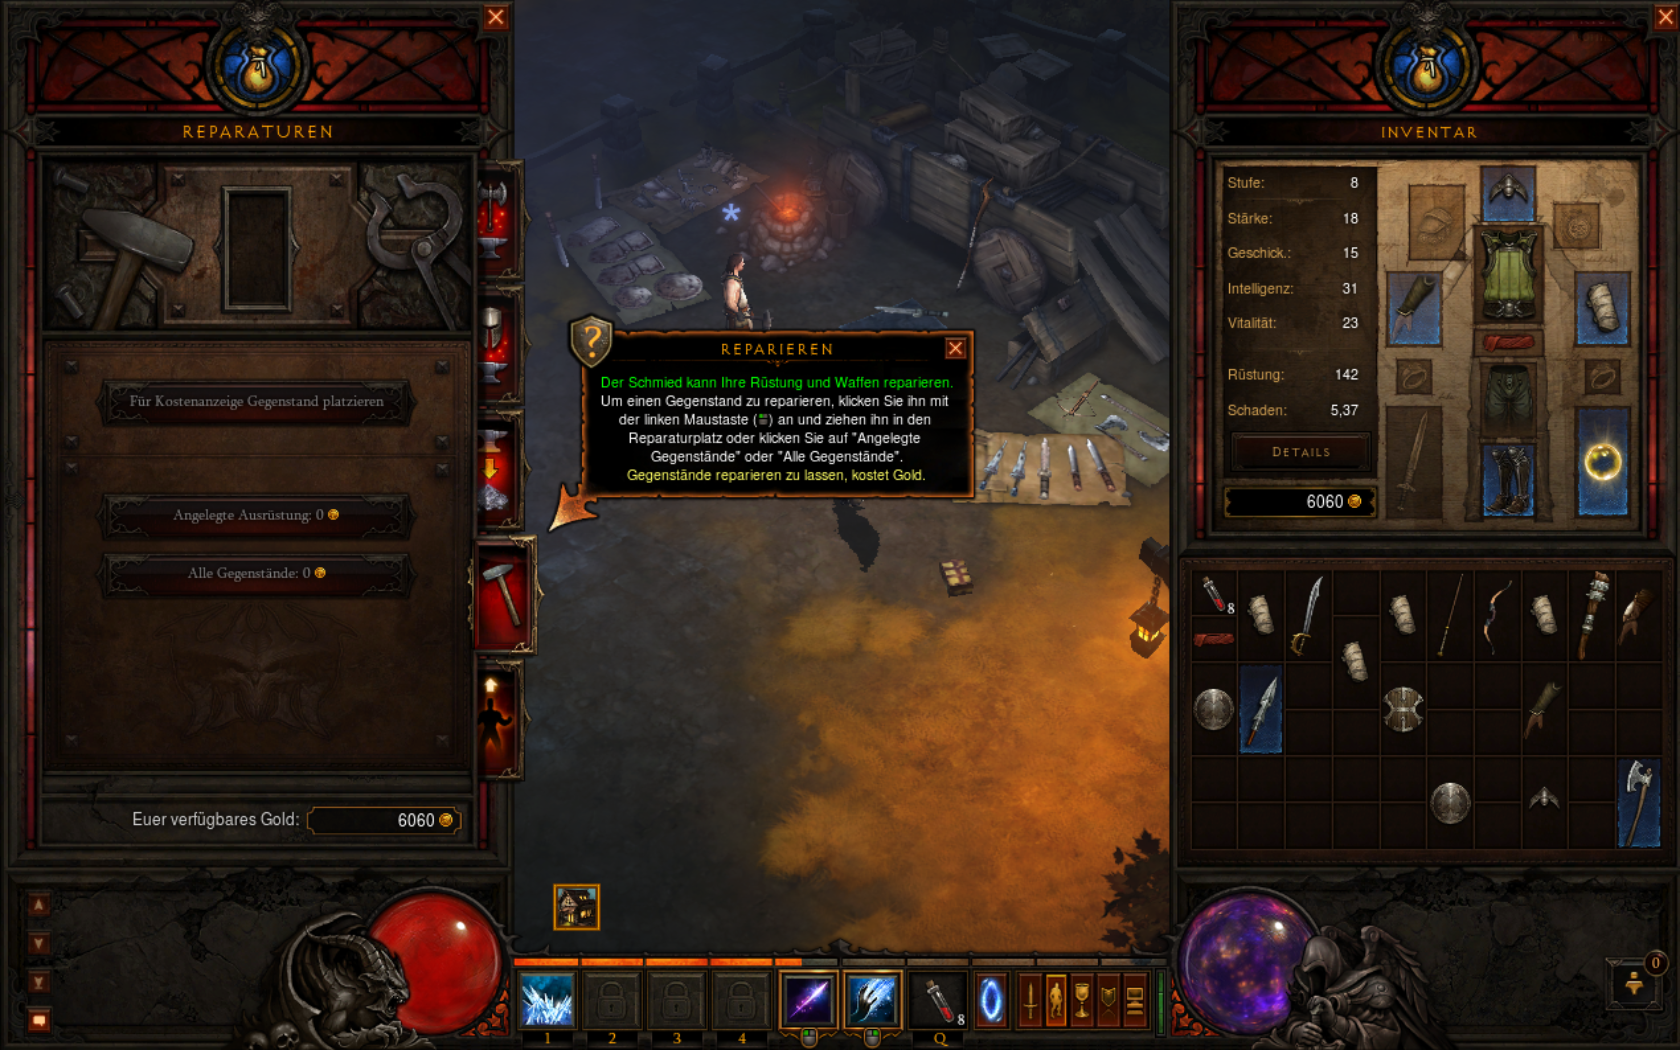 REPARATUREN
Für Kostenanzeige Gegenstand platzieren
Angelegte Ausrüstung: 0
Alle Gegenstände: 0
Euer verfügbares Gold: 6060
?
REPARIEREN
Der Schmied kann Ihre Rüstung und Waffen reparieren.
Um einen Gegenstand zu reparieren, klicken Sie ihn mit
der linken Maustaste ( ) an und ziehen ihn in den
Reparaturplatz oder klicken Sie auf "Angelegte
Gegenstände" oder "Alle Gegenstände".
Gegenstände reparieren zu lassen, kostet Gold.
INVENTAR
Stufe: 8
Stärke: 18
Geschick.: 15
Intelligenz: 31
Vitalität: 23
Rüstung: 142
Schaden: 5,37
DETAILS
6060
8
8
1 2 3 4 Q
0